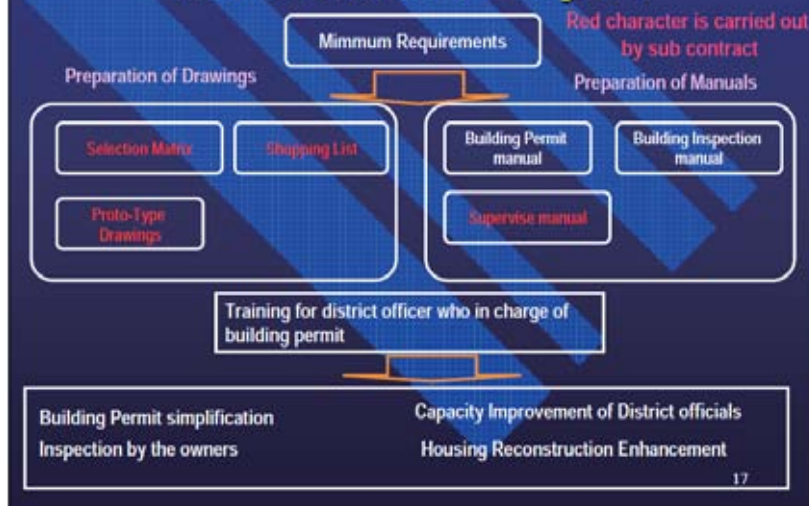 Red character is carried out
by sub contract
Mimmum Requirements
Preparation of Drawings
Preparation of Manuals
Selection Matrix
Shopping List
Proto-Type
Drawings
Building Permit
manual
Building Inspection
manual
Supervise manual
Training for district officer who in charge of
building permit
Building Permit simplification
Inspection by the owners
Capacity Improvement of District officials
Housing Reconstruction Enhancement
17